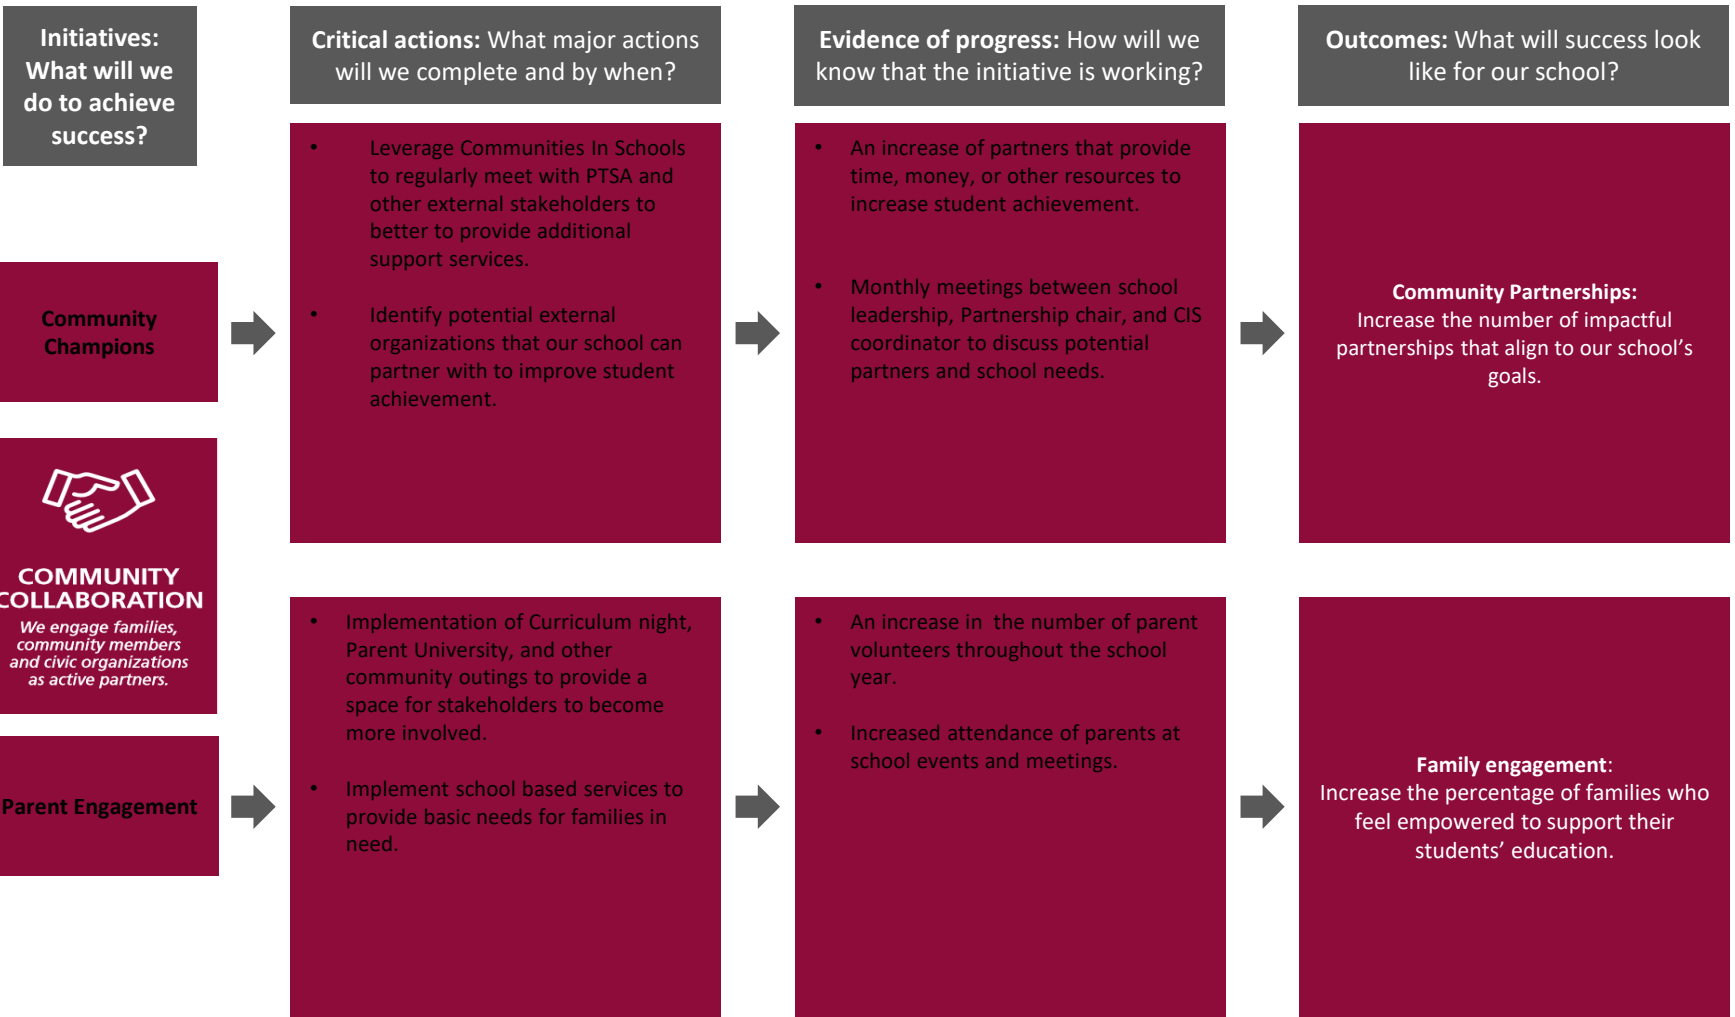 Initiatives:
What will we
do to achieve
success?
Critical actions: What major actions
will we complete and by when?
Evidence of progress: How will we
know that the initiative is working?
Outcomes: What will success look
like for our school?
Community
Champions
• Leverage Communities In Schools
to regularly meet with PTSA and
other external stakeholders to
better to provide additional
support services.
• Identify potential external
organizations that our school can
partner with to improve student
achievement.
• An increase of partners that provide
time, money, or other resources to
increase student achievement.
• Monthly meetings between school
leadership, Partnership chair, and CIS
coordinator to discuss potential
partners and school needs.
Community Partnerships:
Increase the number of impactful
partnerships that align to our school’s
goals.
COMMUNITY
COLLABORATION
We engage families,
community members
and civic organizations
as active partners.
Parent Engagement
• Implementation of Curriculum night,
Parent University, and other
community outings to provide a
space for stakeholders to become
more involved.
• Implement school based services to
provide basic needs for families in
need.
• An increase in  the number of parent
volunteers throughout the school
year.
• Increased attendance of parents at
school events and meetings.
Family engagement:
Increase the percentage of families who
feel empowered to support their
students’ education.